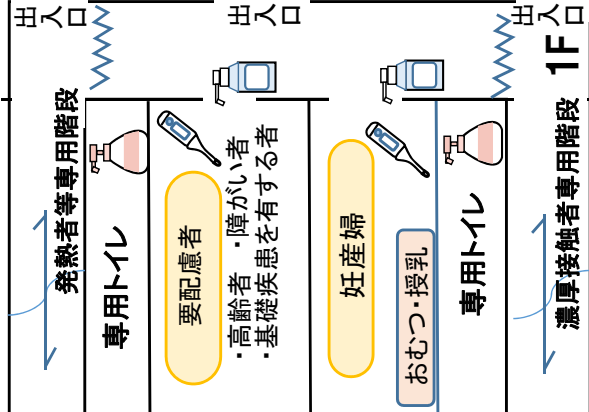 出入口
出入口
出入口
1F
発熱者等専用階段
専用トイレ
要配慮者
・高齢者 ・障がい者
・基礎疾患を有する者
妊産婦
おむつ・授乳
専用トイレ
濃厚接触者専用階段